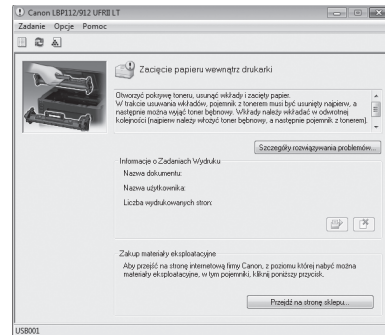 Canon LBP112/912 UFRII LT
Zadanie Opcje Pomoc
Zacięcie papieru wewnątrz drukarki
Otworzyć pokrywę toneru, usunąć wkłady i zacięty papier.
W trakcie usuwania wkładów, pojemnik z tonerem musi być usunięty najpierw, a
następnie można wyjąć toner bębnowy. Wkłady należy wkładać w odwrotnej
kolejności (najpierw należy włożyć toner bębnowy, a następnie pojemnik z tonerem).
Szczegóły rozwiązywania problemów...
Informacje o Zadaniach Wydruku
Nazwa dokumentu:
Nazwa użytkownika:
Liczba wydrukowanych stron:
Zakup materiały eksploatacyjne
Aby przejść na stronę internetową firmy Canon, z poziomu której nabyć można
materiały eksploatacyjne, w tym pojemniki, kliknij poniższy przycisk.
Przejdź na stronę sklepu...
USB001